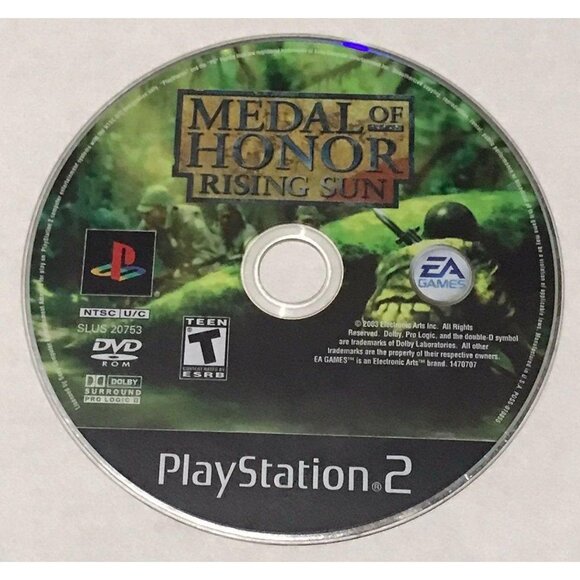 MEDAL OF
HONOR
RISING SUN
EA
GAMES™
NTSC U/C
SLUS 20753
DVD
ROM
DOLBY
SURROUND
PRO LOGIC II
TEEN
T
ESRB
© 2003 Electronic Arts Inc. All Rights
Reserved. Dolby, Pro Logic, and the double-D symbol
are trademarks of Dolby Laboratories. All other
trademarks are the property of their respective owners.
EA GAMES™ is an Electronic Arts™ brand. 1470707
PlayStation®2